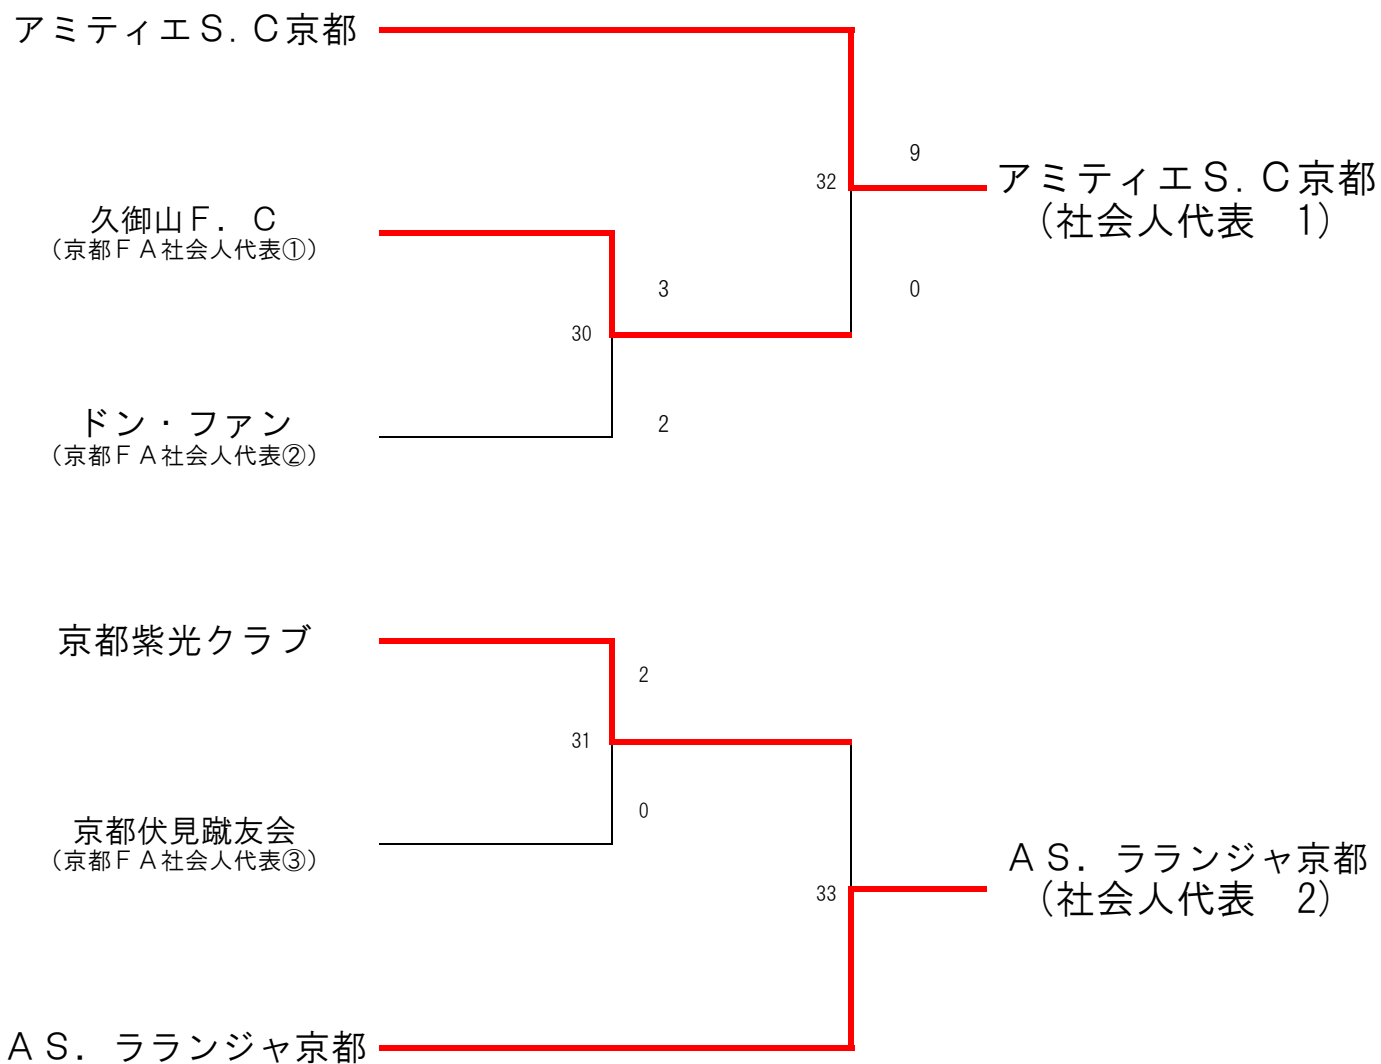 アミティエＳ．Ｃ京都
9
32
アミティエＳ．Ｃ京都
（社会人代表　1）
久御山Ｆ．Ｃ
（京都ＦＡ社会人代表①）
3
0
30
ドン・ファン
（京都ＦＡ社会人代表②）
2
京都紫光クラブ
2
31
0
京都伏見蹴友会
（京都ＦＡ社会人代表③）
ＡＳ．ラランジャ京都
（社会人代表　2）
33
ＡＳ．ラランジャ京都